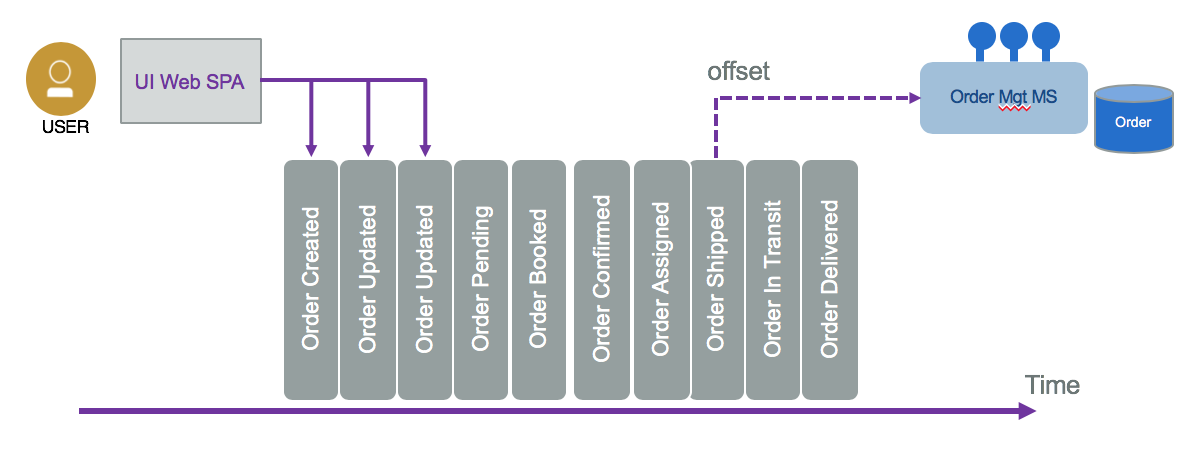 USER
UI Web SPA
offset
Order Mgt MS
Order
Order Created
Order Updated
Order Updated
Order Pending
Order Booked
Order Confirmed
Order Assigned
Order Shipped
Order In Transit
Order Delivered
Time